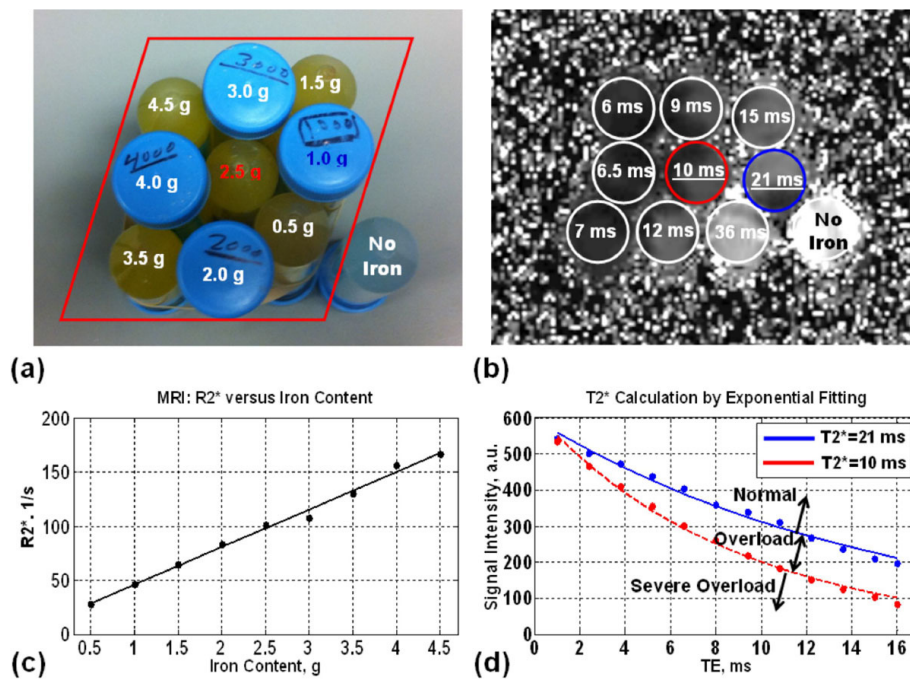 3000
3.0 g
1.5 g
4.5 g
1000
1.0 g
4000
4.0 g
2.5 g
0.5 g
3.5 g
2000
2.0 g
No
Iron
(a)
6 ms
9 ms
15 ms
6.5 ms
10 ms
21 ms
7 ms
12 ms
36 ms
No
Iron
(b)
MRI: R2* versus Iron Content
R2*. 1/s
200
150
100
50
0
0.5 1 1.5 2 2.5 3 3.5 4 4.5
Iron Content, g
(c)
T2* Calculation by Exponential Fitting
Signal Intensity, a.u.
600
500
400
300
200
100
0
T2*=21 ms
T2*=10 ms
Normal
Overload
Severe Overload
0 2 4 6 8 10 12 14 16
TE, ms
(d)